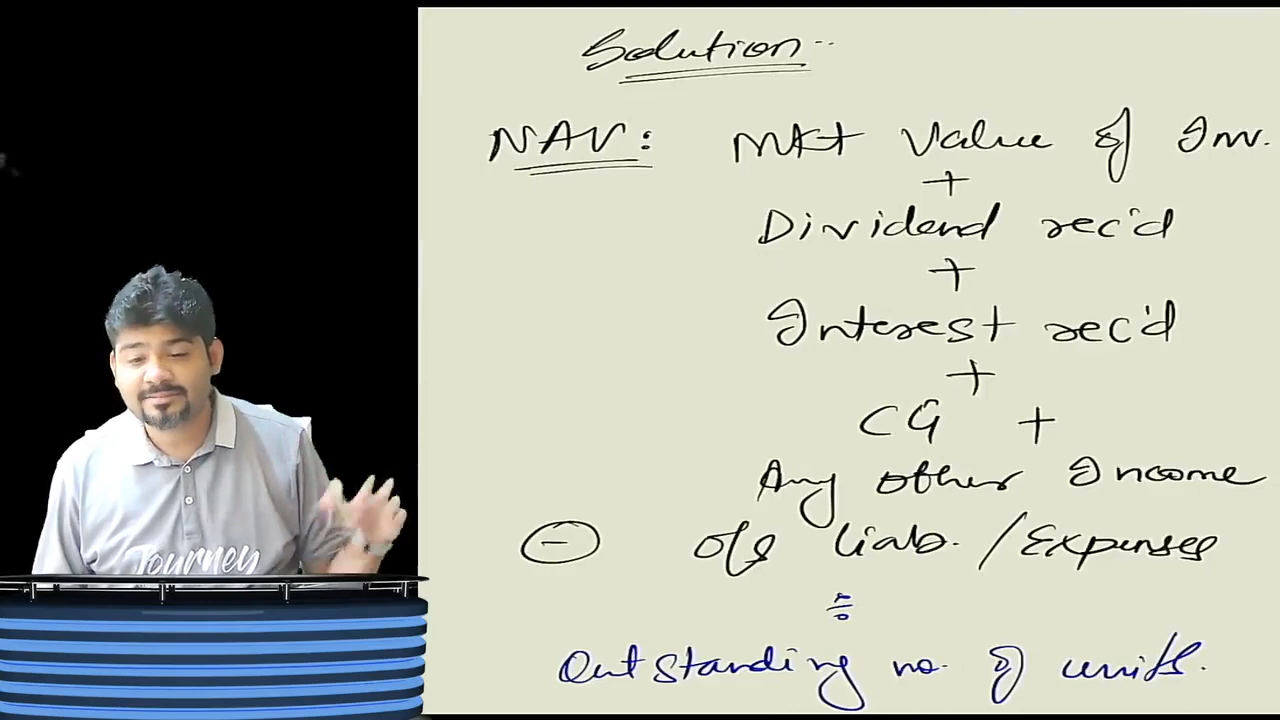 Solution..
NAV: Mkt Value of Inv.
+
Dividend rec'd
+
Interest rec'd
+
CG +
Any other Income
- o/s liab. / Expenses
÷
Outstanding no. of units.
Journey